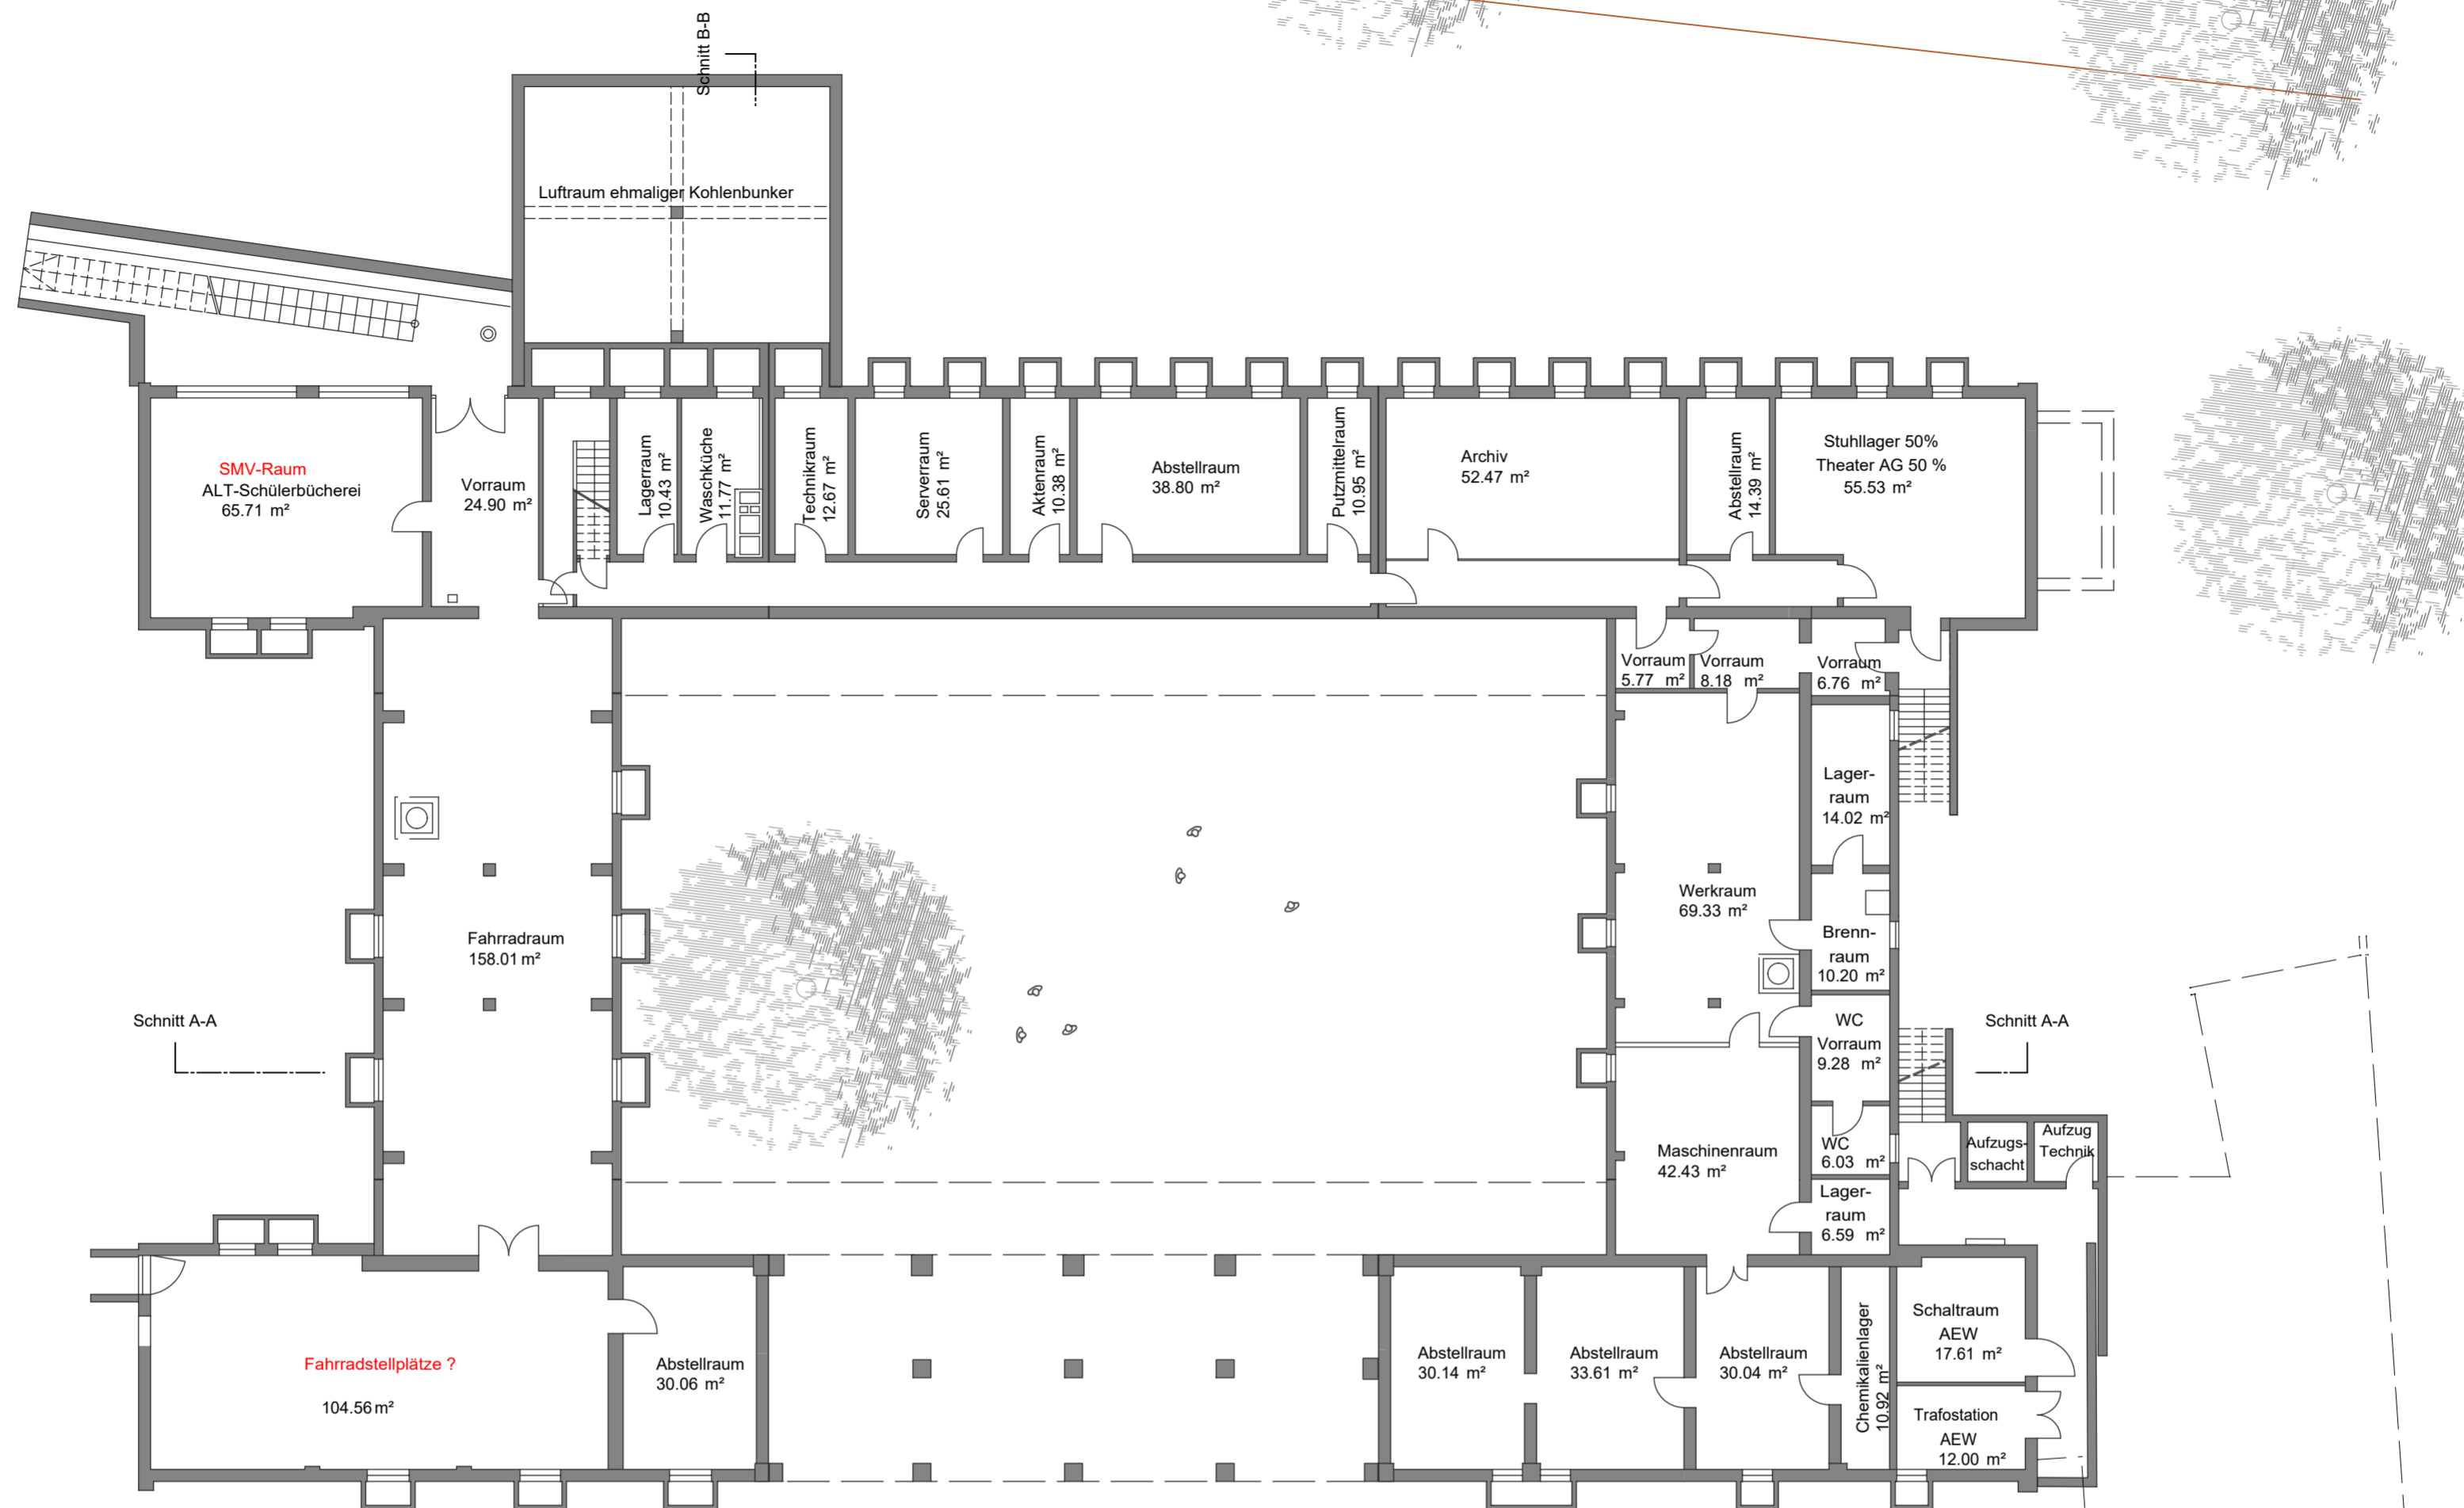 Schnitt B-B
Luftraum ehmaliger Kohlenbunker
SMV-Raum
ALT-Schülerbücherei
65.71 m²
Vorraum
24.90 m²
Lagerraum
10.43 m²
Waschküche
11.77 m²
Technikraum
12.67 m²
Serverraum
25.61 m²
Aktenraum
10.38 m²
Abstellraum
38.80 m²
Putzmittelraum
10.95 m²
Archiv
52.47 m²
Abstellraum
14.39 m²
Stuhllager 50%
Theater AG 50 %
55.53 m²
Vorraum
5.77 m²
Vorraum
8.18 m²
Vorraum
6.76 m²
Lager-
raum
14.02 m²
Werkraum
69.33 m²
Brenn-
raum
10.20 m²
Fahrradraum
158.01 m²
Schnitt A-A
WC
Vorraum
9.28 m²
Schnitt A-A
Maschinenraum
42.43 m²
WC
6.03 m²
Aufzugs-
schacht
Aufzug
Technik
Lager-
raum
6.59 m²
Fahrradstellplätze ?
104.56 m²
Abstellraum
30.06 m²
Abstellraum
30.14 m²
Abstellraum
33.61 m²
Abstellraum
30.04 m²
Chemikalienlager
10.92 m²
Schaltraum
AEW
17.61 m²
Trafostation
AEW
12.00 m²